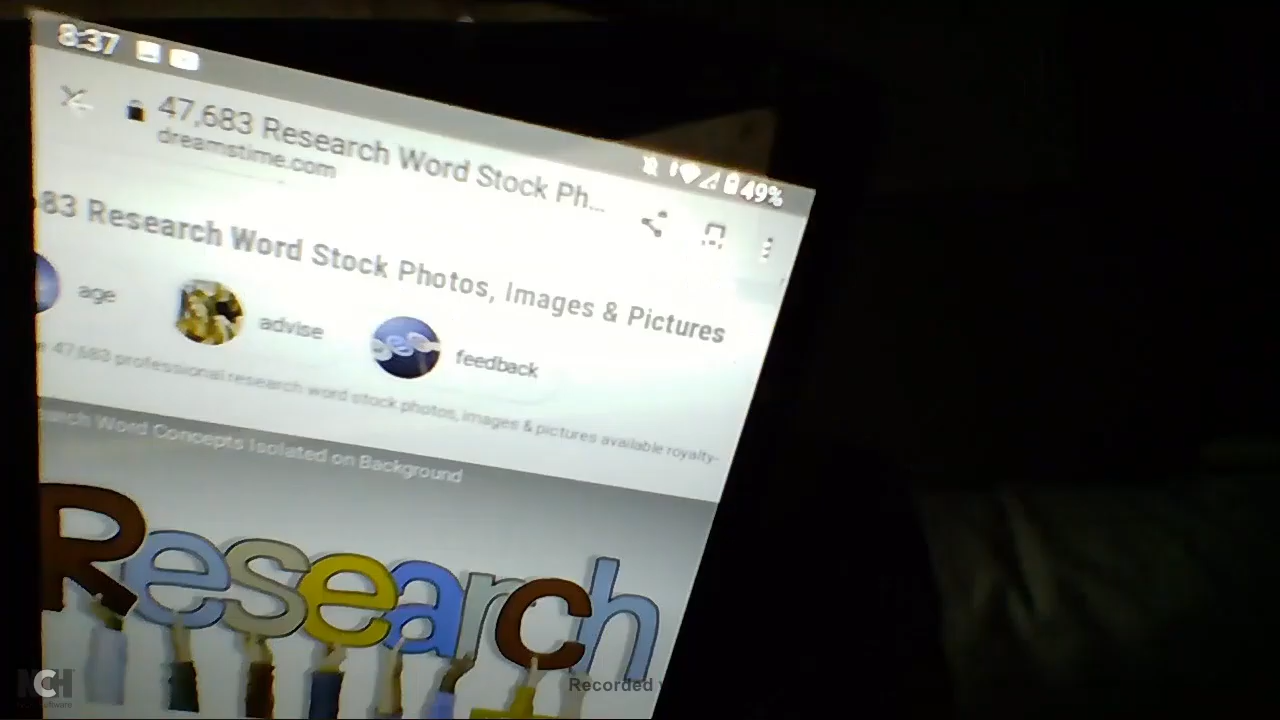 8:37
49%
47,683 Research Word Stock Ph...
dreamstime.com
83 Research Word Stock Photos, Images & Pictures
age
advise
feedback
47,683 professional research word stock photos, images & pictures available royalty-
Word Concepts Isolated on Background
Research
NCH
Recorded